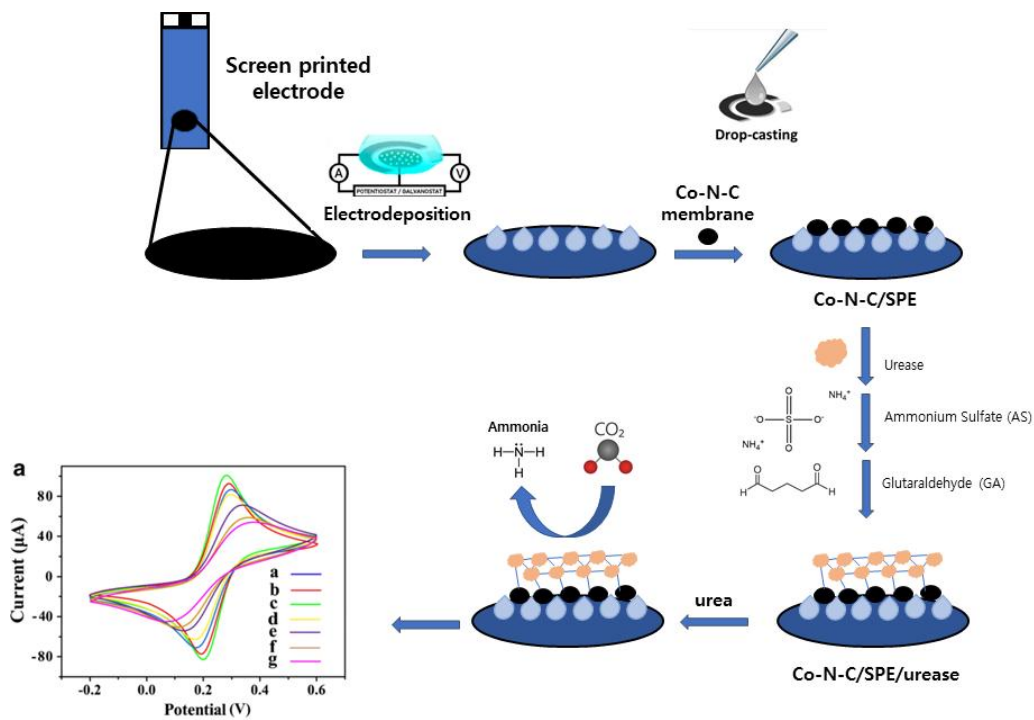 Screen printed
electrode
Drop-casting
A
V
POTENTIOSTAT / GALVANOSTAT
Electrodeposition
Co-N-C
membrane
Co-N-C/SPE
Urease
O
NH₄⁺
⁻O
S
O⁻
Ammonium Sulfate (AS)
NH₄⁺
O
O
O
H
H
Glutaraldehyde (GA)
Ammonia
H—N̈—H
H
CO₂
urea
Co-N-C/SPE/urease
a
Current (µA)
80
40
0
-40
-80
a
b
c
d
e
f
g
-0.2
0.0
0.2
0.4
0.6
Potential (V)